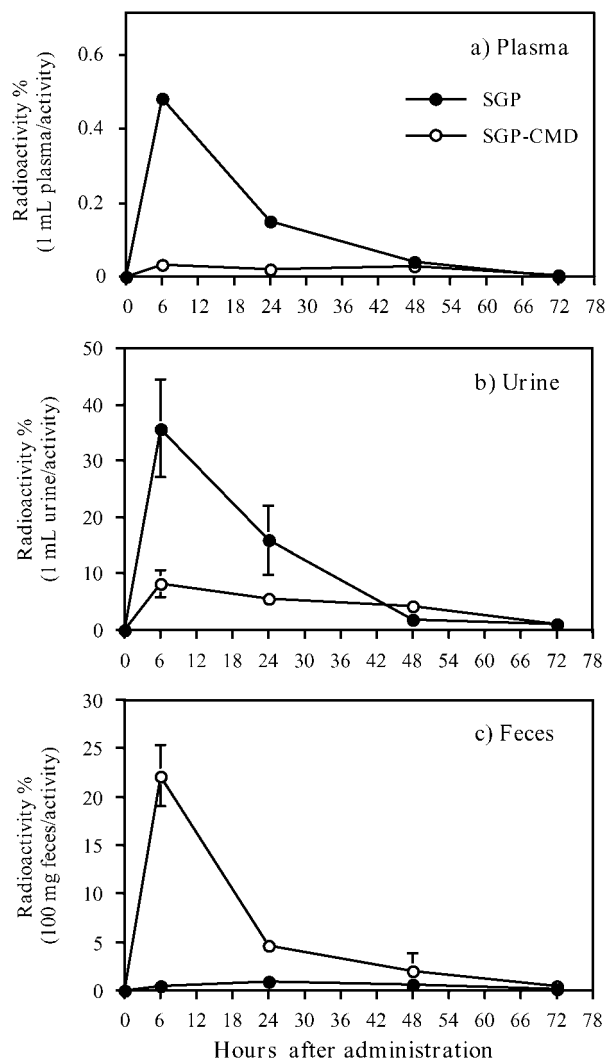 a) Plasma
SGP
SGP-CMD
Radioactivity %
(1 mL plasma/activity)
0.6
0.4
0.2
0
0 6 12 18 24 30 36 42 48 54 60 66 72 78
b) Urine
Radioactivity %
(1 mL urine/activity)
50
40
30
20
10
0
0 6 12 18 24 30 36 42 48 54 60 66 72 78
c) Feces
Radioactivity %
(100 mg feces/activity)
30
25
20
15
10
5
0
0 6 12 18 24 30 36 42 48 54 60 66 72 78
Hours after administration